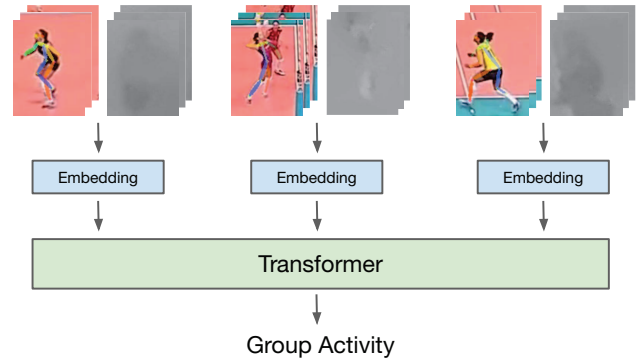 Embedding
Embedding
Embedding
Transformer
Group Activity